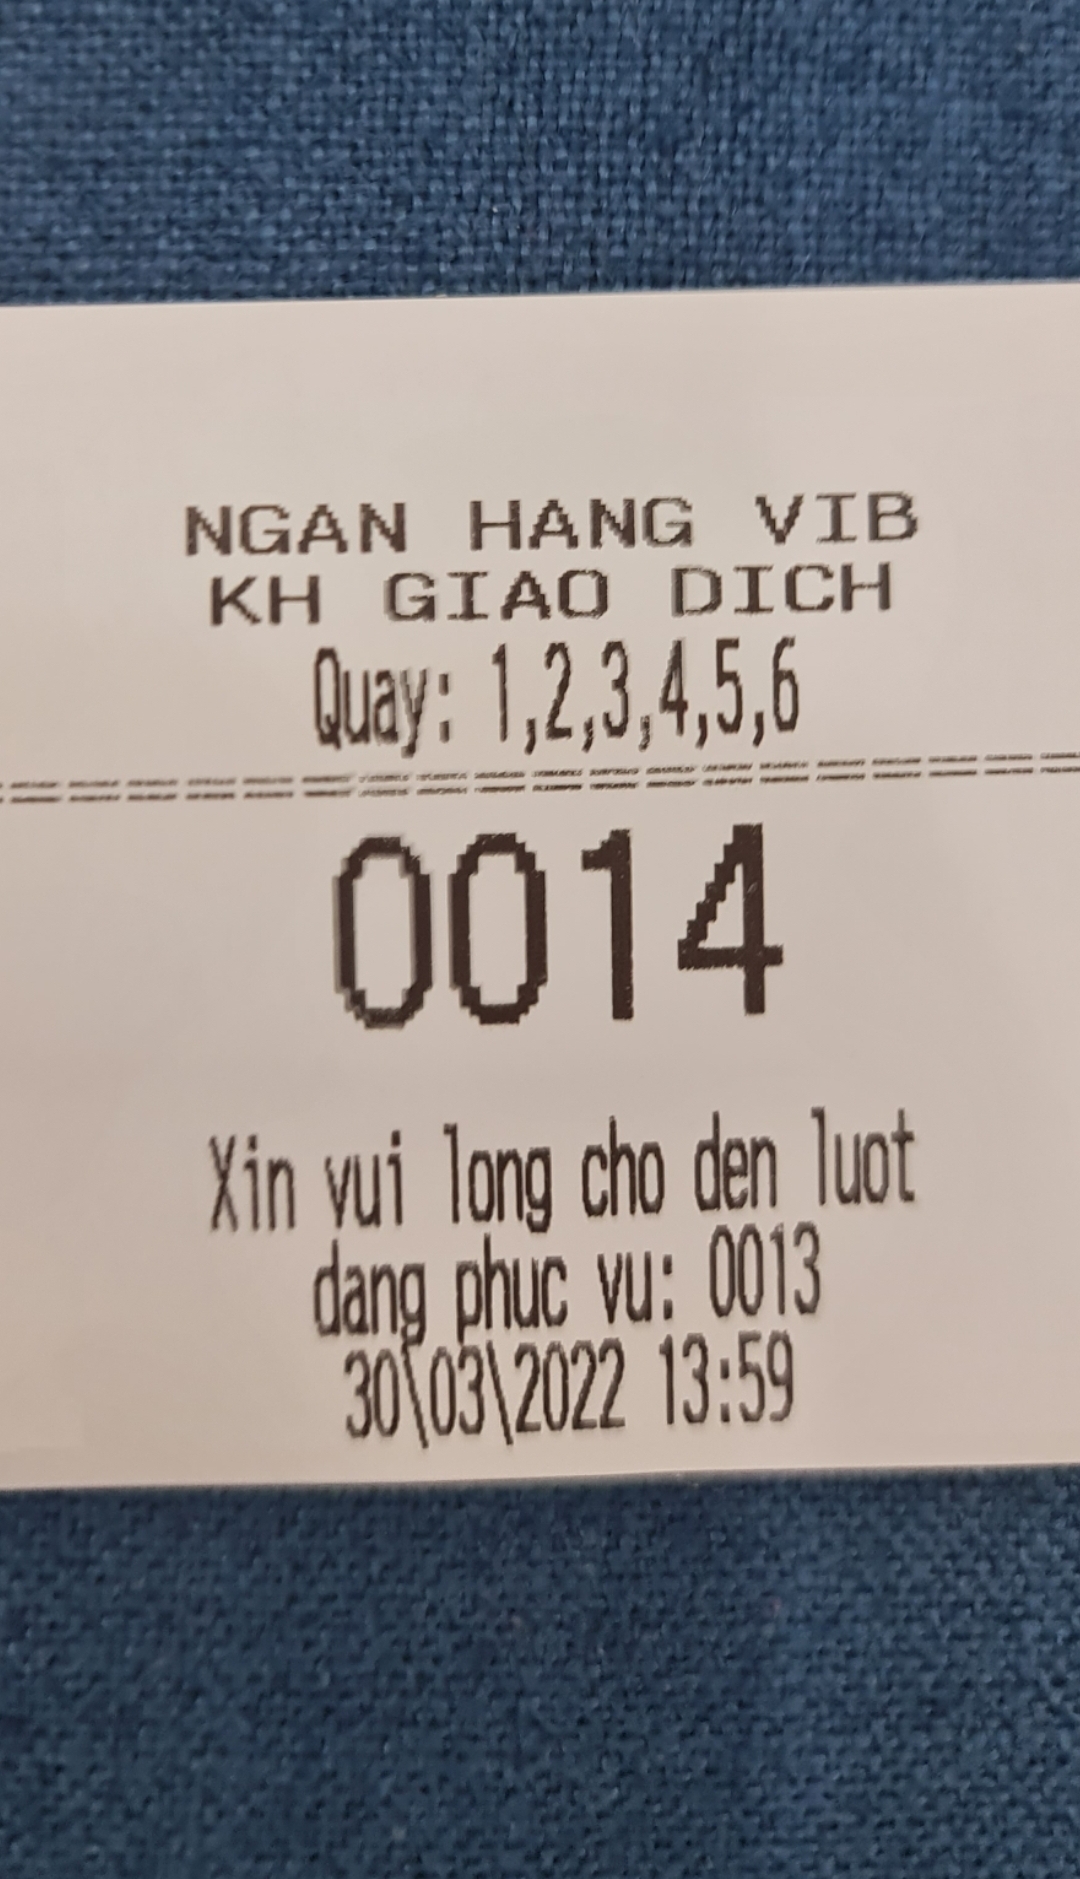 NGAN HANG VIB
KH GIAO DICH
Quay: 1,2,3,4,5,6
0014
Xin vui long cho den luot
dang phuc vu: 0013
30\03\2022 13:59